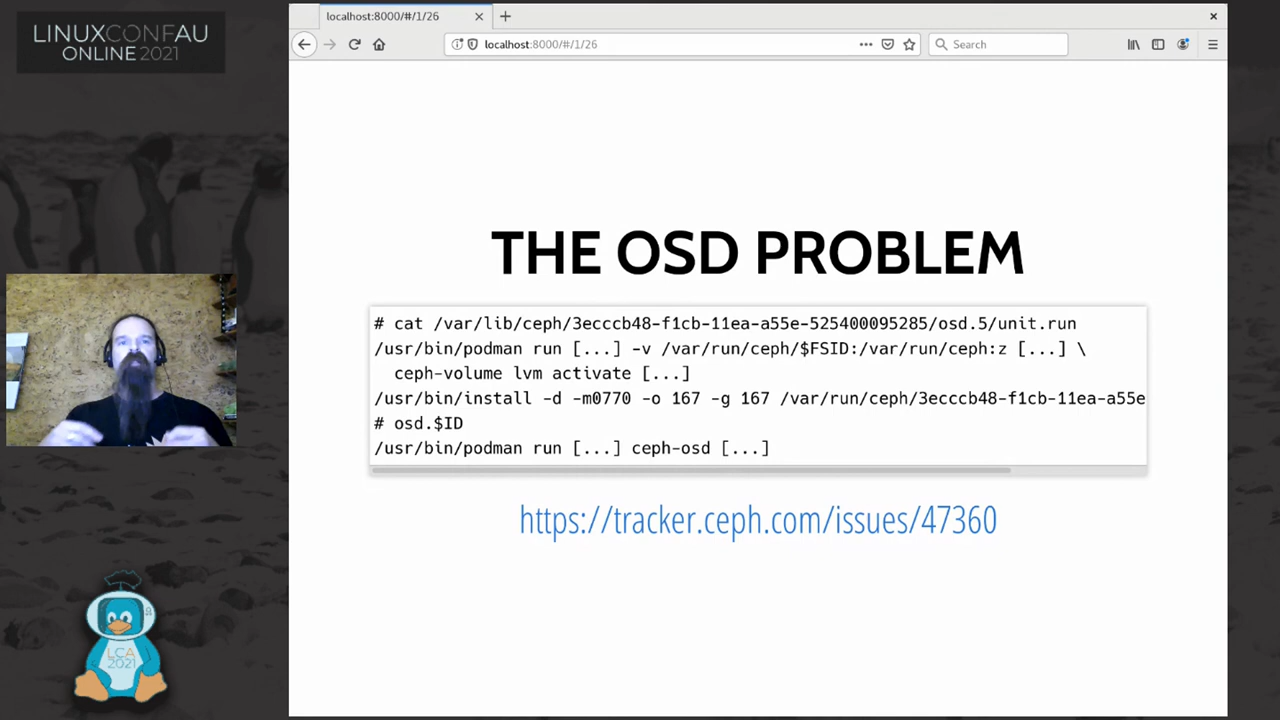 LINUXCONFAU
ONLINE 2021
localhost:8000/#/1/26
localhost:8000/#/1/26
Search
THE OSD PROBLEM
# cat /var/lib/ceph/3ecccb48-f1cb-11ea-a55e-525400095285/osd.5/unit.run
/usr/bin/podman run [...] -v /var/run/ceph/$FSID:/var/run/ceph:z [...] \
ceph-volume lvm activate [...]
/usr/bin/install -d -m0770 -o 167 -g 167 /var/run/ceph/3ecccb48-f1cb-11ea-a55e
# osd.$ID
/usr/bin/podman run [...] ceph-osd [...]
https://tracker.ceph.com/issues/47360
LCA
2021